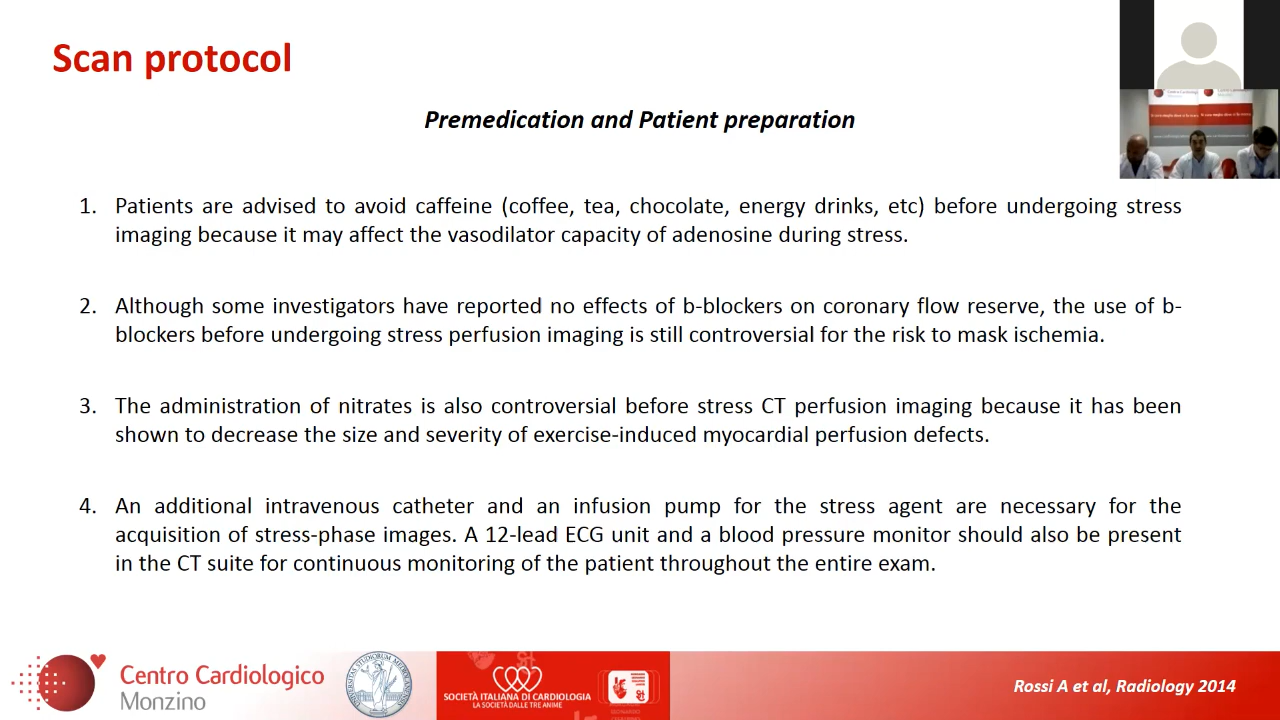 Scan protocol
Premedication and Patient preparation
Centro Cardiologico
Monzino
1. Patients are advised to avoid caffeine (coffee, tea, chocolate, energy drinks, etc) before undergoing stress
imaging because it may affect the vasodilator capacity of adenosine during stress.
2. Although some investigators have reported no effects of b-blockers on coronary flow reserve, the use of b-
blockers before undergoing stress perfusion imaging is still controversial for the risk to mask ischemia.
3. The administration of nitrates is also controversial before stress CT perfusion imaging because it has been
shown to decrease the size and severity of exercise-induced myocardial perfusion defects.
4. An additional intravenous catheter and an infusion pump for the stress agent are necessary for the
acquisition of stress-phase images. A 12-lead ECG unit and a blood pressure monitor should also be present
in the CT suite for continuous monitoring of the patient throughout the entire exam.
Centro Cardiologico
Monzino
SOCIETÀ ITALIANA DI CARDIOLOGIA
LA SOCIETÀ DALLE TRE ANIME
Rossi A et al, Radiology 2014